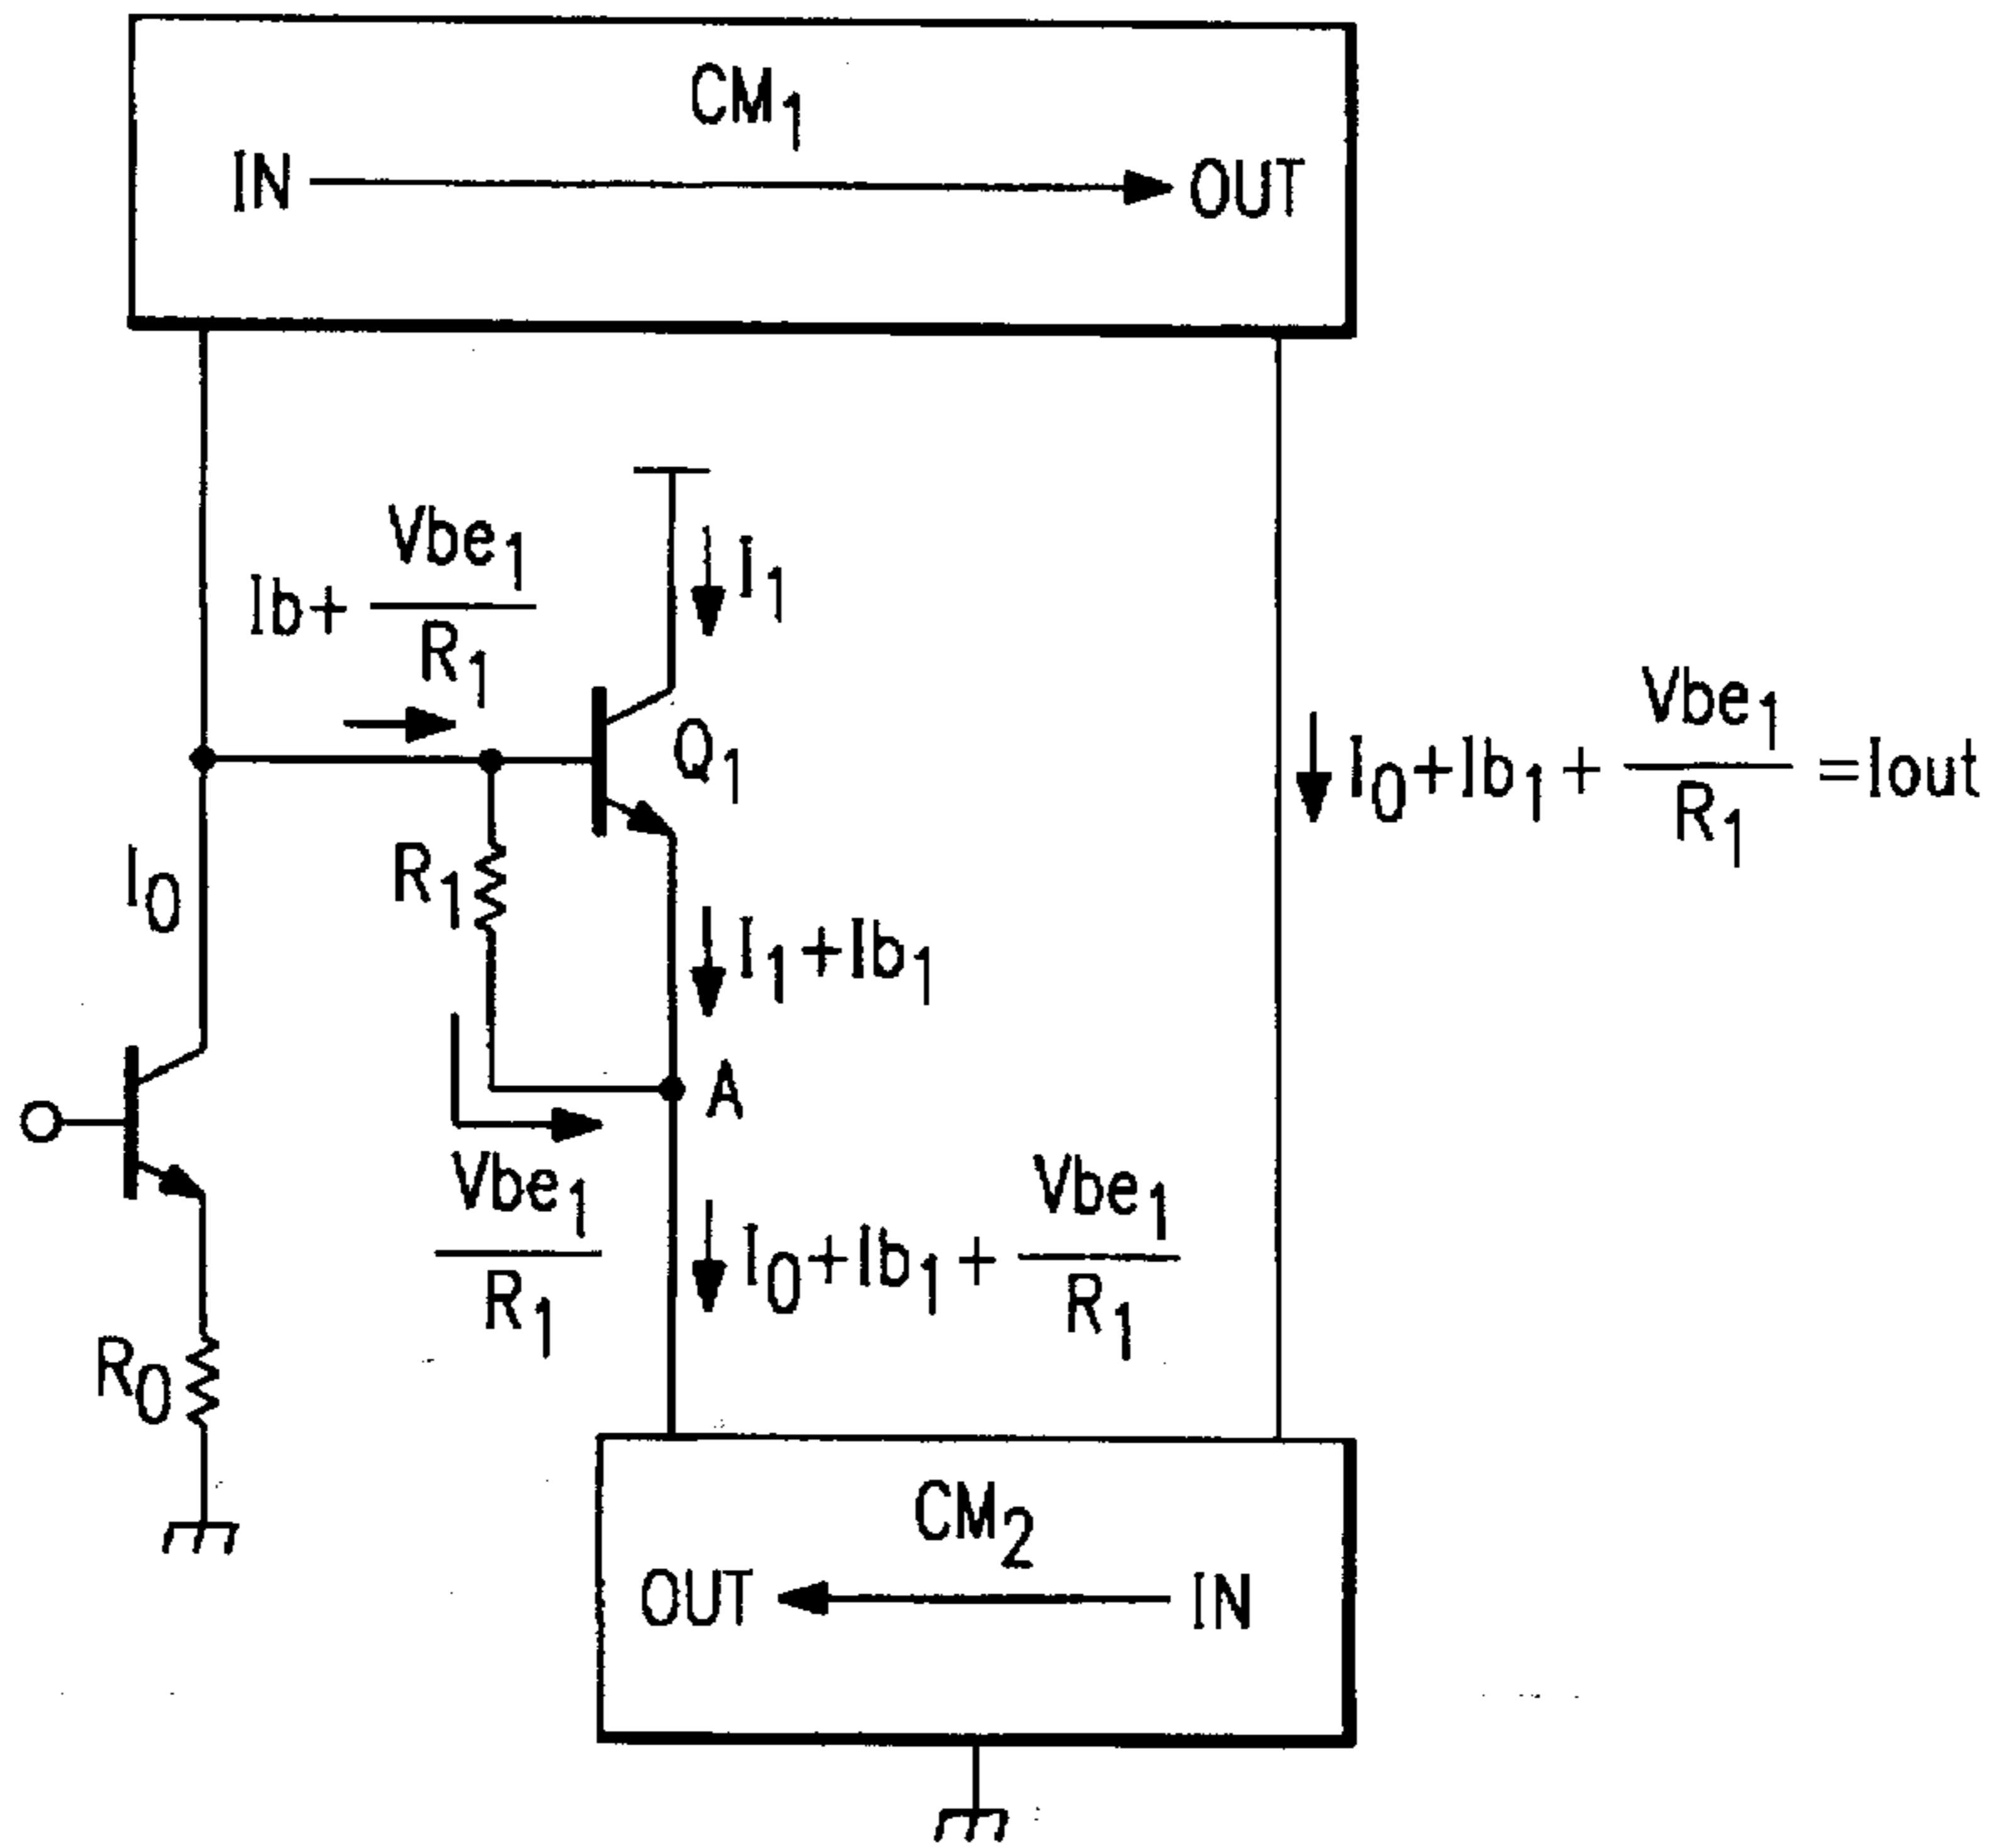 CM1
IN OUT
Ib+ Vbe1/R1
I1
Q1
I0+Ib1+ Vbe1/R1 =Iout
R1
I0
I1+Ib1
A
Vbe1/R1
I0+Ib1+ Vbe1/R1
R0
CM2
OUT IN